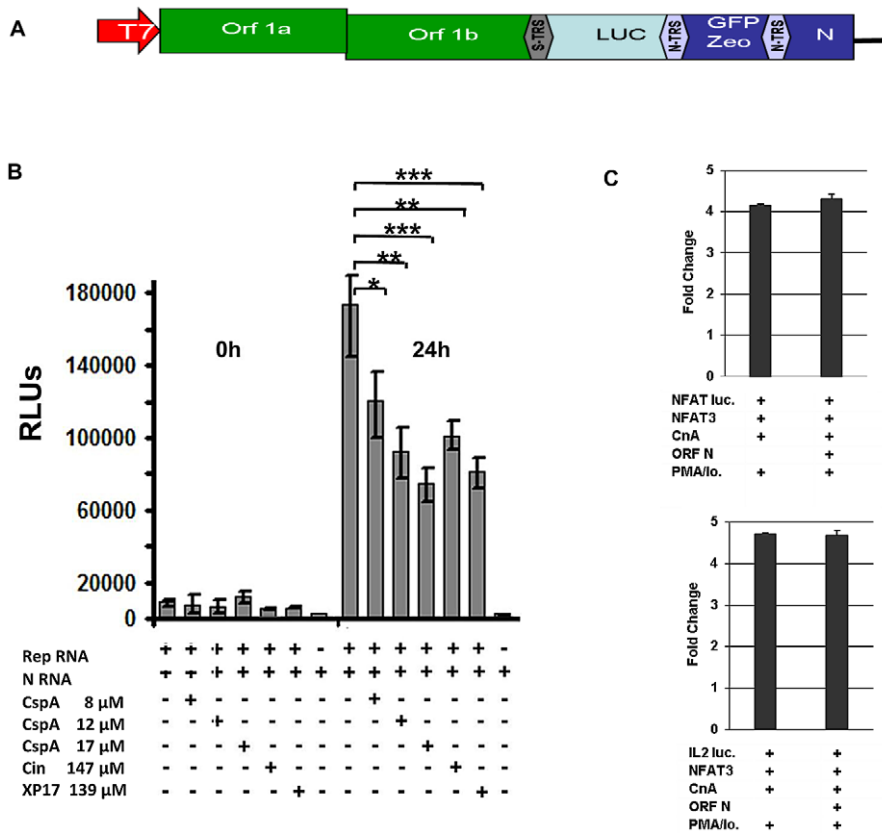 A
T7 Orf 1a Orf 1b S-TRS LUC N-TRS GFP Zeo N-TRS N
B
***
**
***
**
*
180000
140000
100000
60000
20000
0
RLUs
0h
24h
Rep RNA + + + + + + - + + + + + + -
N RNA + + + + + + + + + + + + + +
CspA 8 µM - + - - - - - - + - - - - -
CspA 12 µM - - + - - - - - - + - - - -
CspA 17 µM - - - + - - - - - - + - - -
Cin 147 µM - - - - + - - - - - - + - -
XP17 139 µM - - - - - + - - - - - - + -
C
5
4
3
2
1
0
Fold Change
NFAT luc. + +
NFAT3 + +
CnA + +
ORF N +
PMA/Io. + +
5
4
3
2
1
0
Fold Change
IL2 luc. + +
NFAT3 + +
CnA + +
ORF N +
PMA/Io. + +